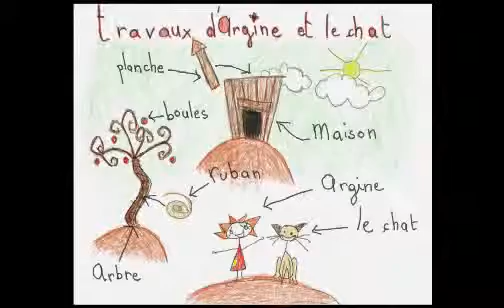 travaux d'argine et le chat
planche
boules
maison
ruban
argine
le chat
arbre